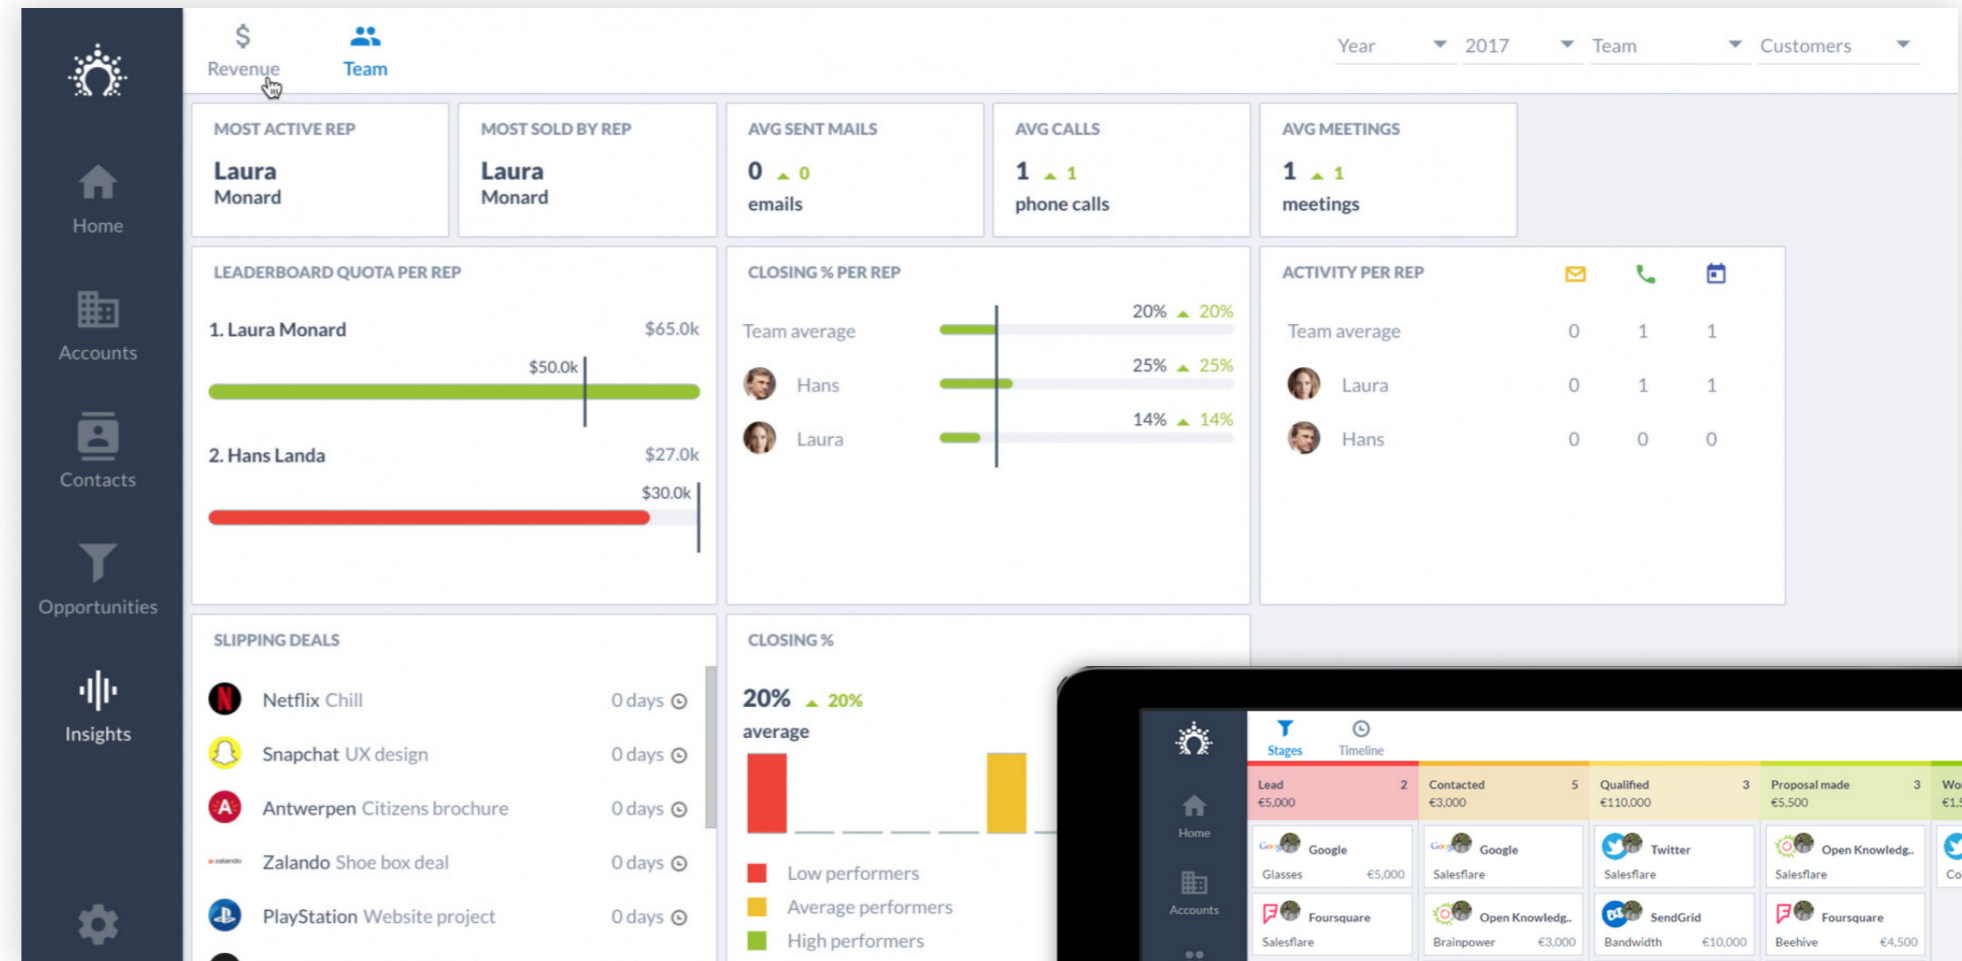 Revenue
Team
Year
2017
Team
Customers
Home
Accounts
Contacts
Opportunities
Insights
MOST ACTIVE REP
Laura
Monard
MOST SOLD BY REP
Laura
Monard
AVG SENT MAILS
0 0
emails
AVG CALLS
1 1
phone calls
AVG MEETINGS
1 1
meetings
LEADERBOARD QUOTA PER REP
1. Laura Monard $65.0k
$50.0k
2. Hans Landa $27.0k
$30.0k
CLOSING % PER REP
20% 20%
Team average
25% 25%
Hans
14% 14%
Laura
ACTIVITY PER REP
Team average 0 1 1
Laura 0 1 1
Hans 0 0 0
SLIPPING DEALS
Netflix Chill 0 days
Snapchat UX design 0 days
Antwerpen Citizens brochure 0 days
Zalando Shoe box deal 0 days
PlayStation Website project 0 days
CLOSING %
20% 20%
average
Low performers
Average performers
High performers
Stages
Timeline
Home
Accounts
Lead 2
€5,000
Google
Glasses €5,000
Foursquare
Salesflare
Contacted 5
€3,000
Google
Salesflare
Open Knowledg..
Brainpower €3,000
Qualified 3
€110,000
Twitter
Salesflare
SendGrid
Bandwidth €10,000
Proposal made 3
€5,500
Open Knowledg..
Salesflare
Foursquare
Beehive €4,500